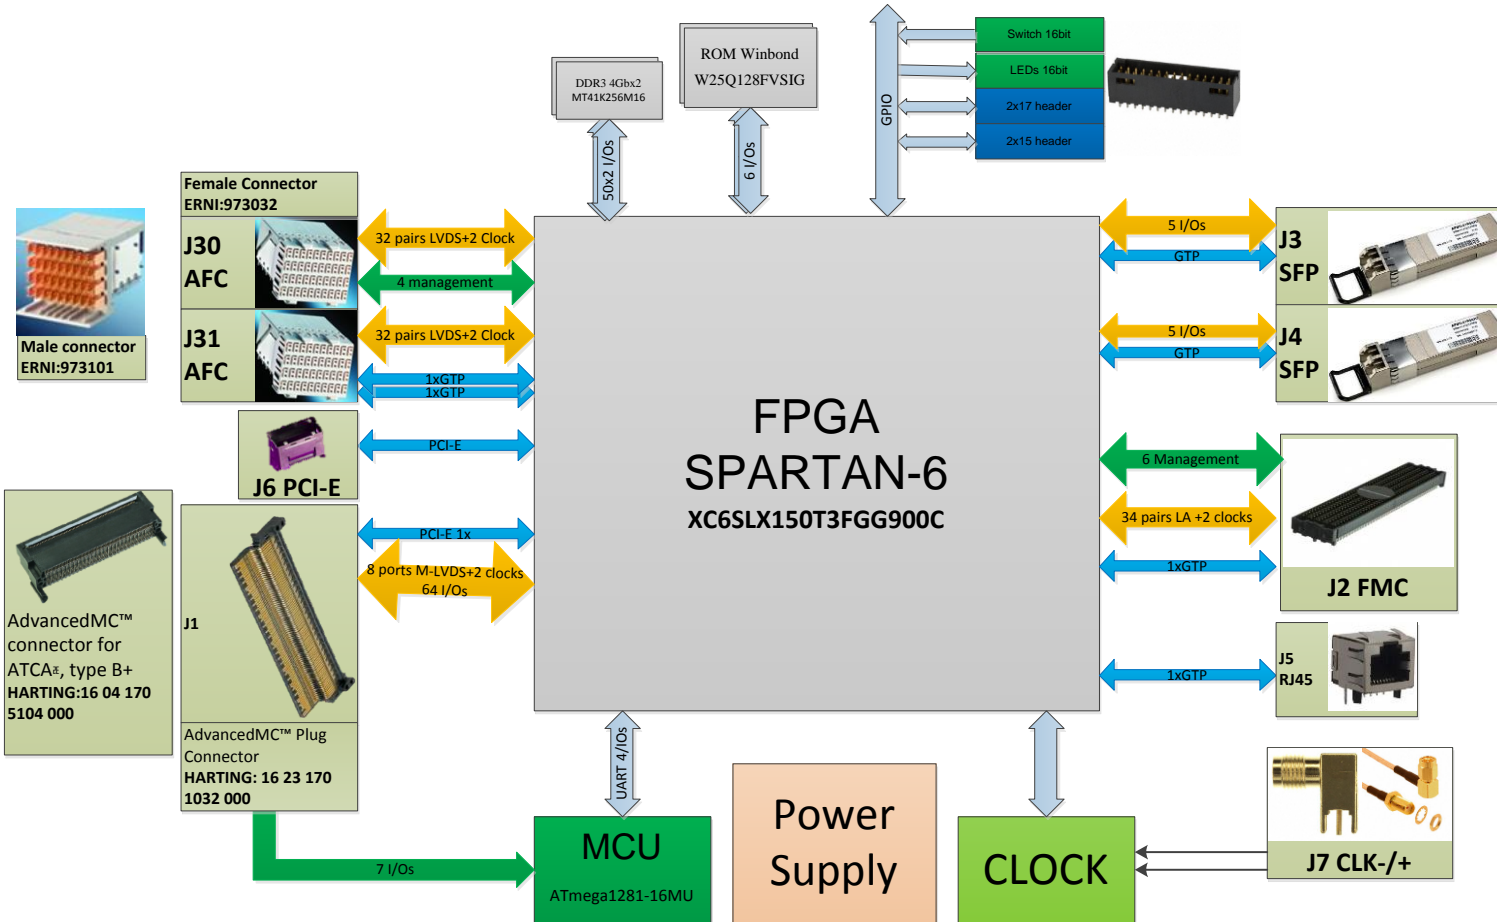 DDR3 4Gbx2
MT41K256M16
ROM Winbond
W25Q128FVSIG
GPIO
Switch 16bit
LEDs 16bit
2x17 header
2x15 header
50x2 I/Os
6 I/Os
Female Connector
ERNI:973032
J30
AFC
32 pairs LVDS+2 Clock
4 management
J31
AFC
32 pairs LVDS+2 Clock
1xGTP
1xGTP
Male connector
ERNI:973101
PCI-E
J6 PCI-E
AdvancedMC™
connector for
ATCA®, type B+
HARTING:16 04 170
5104 000
J1
PCI-E 1x
8 ports M-LVDS+2 clocks
64 I/Os
AdvancedMC™ Plug
Connector
HARTING: 16 23 170
1032 000
7 I/Os
FPGA
SPARTAN-6
XC6SLX150T3FGG900C
5 I/Os
GTP
J3
SFP
5 I/Os
GTP
J4
SFP
6 Management
34 pairs LA +2 clocks
1xGTP
J2 FMC
1xGTP
J5
RJ45
UART 4/IOs
MCU
ATmega1281-16MU
Power
Supply
CLOCK
J7 CLK-/+